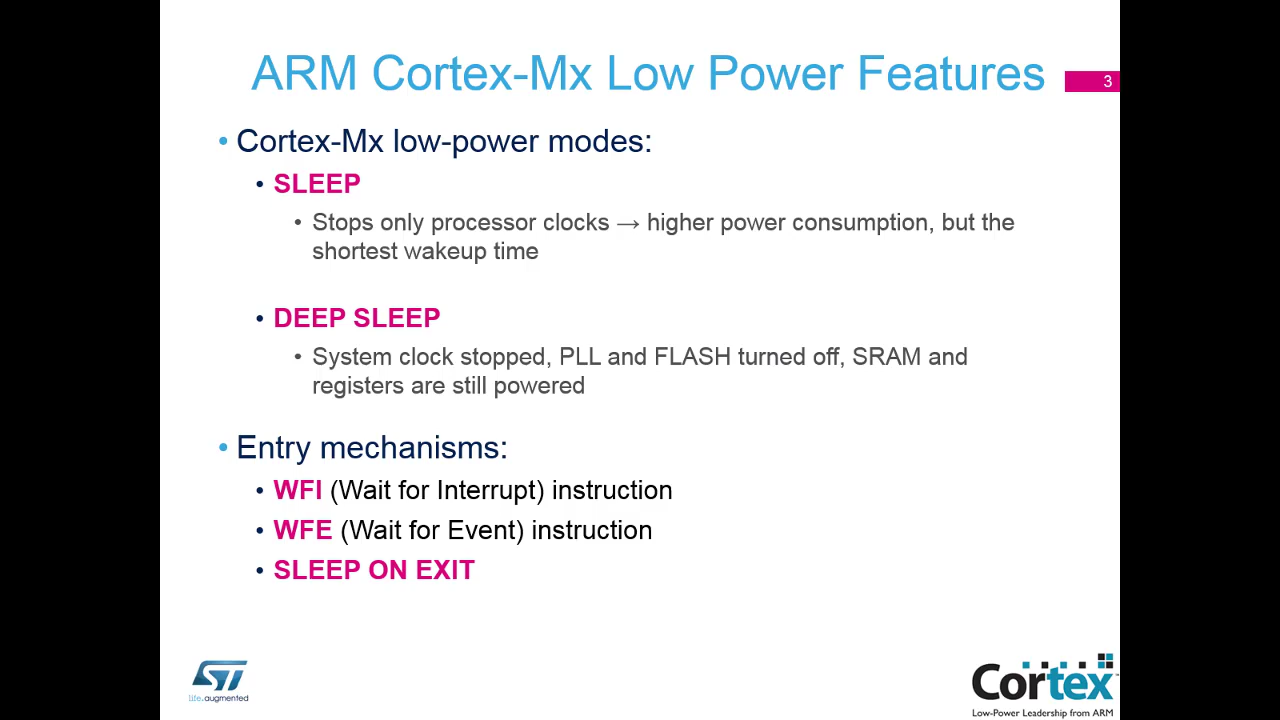 ARM Cortex-Mx Low Power Features
3
• Cortex-Mx low-power modes:
• SLEEP
• Stops only processor clocks → higher power consumption, but the
shortest wakeup time
• DEEP SLEEP
• System clock stopped, PLL and FLASH turned off, SRAM and
registers are still powered
• Entry mechanisms:
• WFI (Wait for Interrupt) instruction
• WFE (Wait for Event) instruction
• SLEEP ON EXIT
ST
life.augmented
Cortex™
Low-Power Leadership from ARM